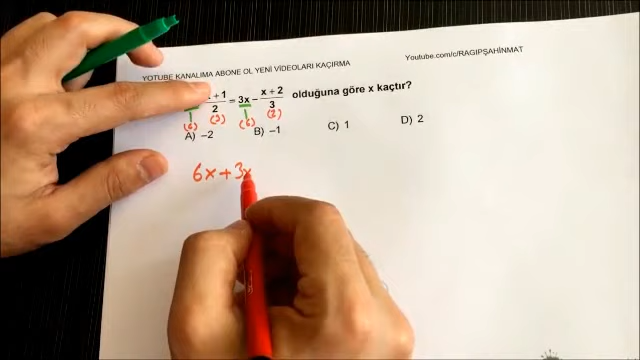 YOTUBE KANALIMA ABONE OL YENİ VİDEOLARI KAÇIRMA
Youtube.com/c/RAGIPŞAHİNMAT
+ 1 / 2 = 3x − x + 2 / 3 olduğuna göre x kaçtır?
(6) (3) (6) (2)
A) −2 B) −1 C) 1 D) 2
6x + 3x